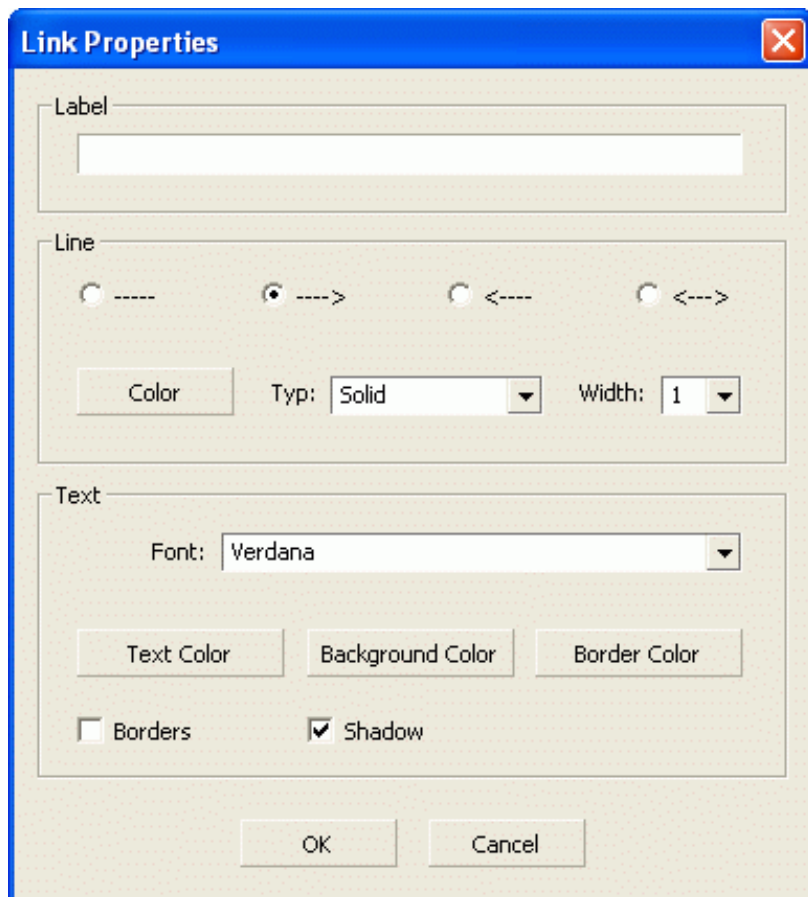 Link Properties
Label
Line
----- ----> <---- <--->
Color Typ: Solid Width: 1
Text
Font: Verdana
Text Color Background Color Border Color
Borders Shadow
OK Cancel